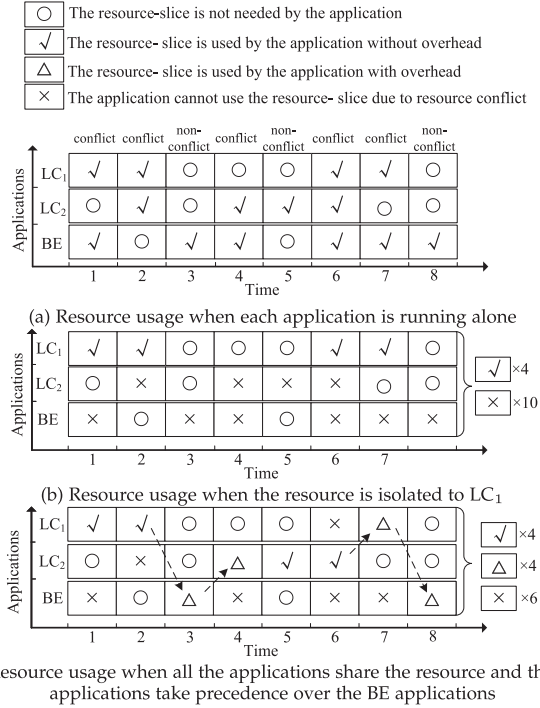 The resource-slice is not needed by the application
The resource- slice is used by the application without overhead
The resource- slice is used by the application with overhead
The application cannot use the resource- slice due to resource conflict
conflict conflict non-conflict conflict non-conflict conflict conflict non-conflict
Applications
LC1
LC2
BE
1 2 3 4 5 6 7 8
Time
(a) Resource usage when each application is running alone
Applications
LC1
LC2
BE
×4
×10
1 2 3 4 5 6 7 8
Time
(b) Resource usage when the resource is isolated to LC1
Applications
LC1
LC2
BE
×4
×4
×6
1 2 3 4 5 6 7 8
Time
esource usage when all the applications share the resource and th
applications take precedence over the BE applications